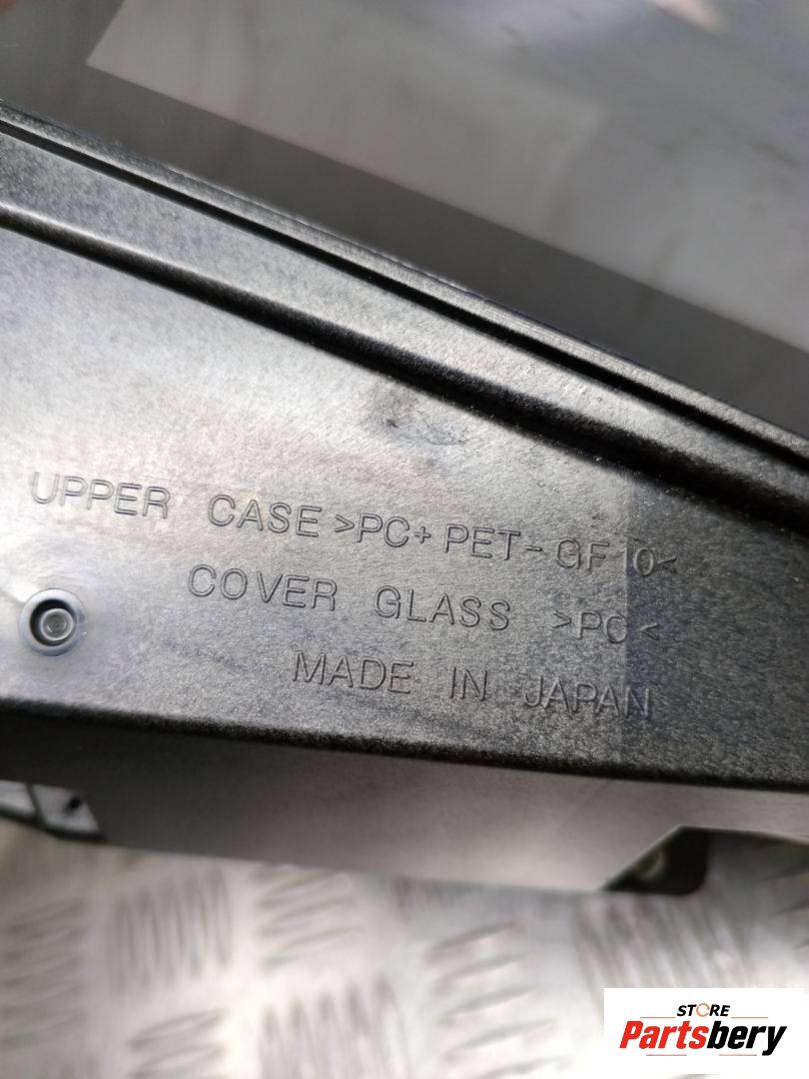 UPPER CASE >PC+PET-GF10<
COVER GLASS >PC<
MADE IN JAPAN
STORE
Partsbery